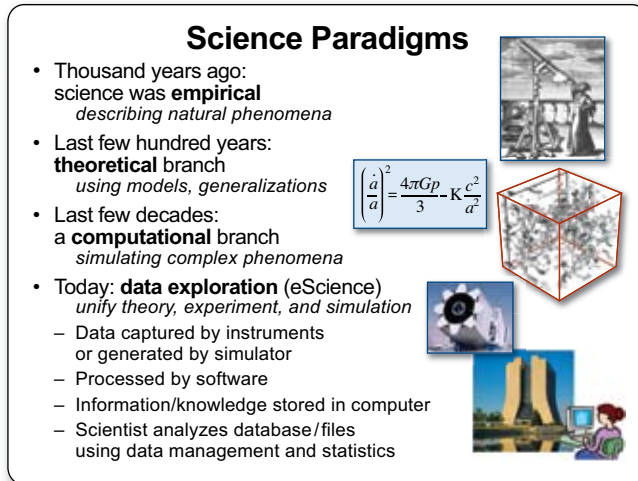 Science Paradigms
• Thousand years ago:
science was empirical
describing natural phenomena
• Last few hundred years:
theoretical branch
using models, generalizations
(ȧ/a)² = 4πGp/3 − K c²/a²
• Last few decades:
a computational branch
simulating complex phenomena
• Today: data exploration (eScience)
unify theory, experiment, and simulation
– Data captured by instruments
or generated by simulator
– Processed by software
– Information/knowledge stored in computer
– Scientist analyzes database/files
using data management and statistics